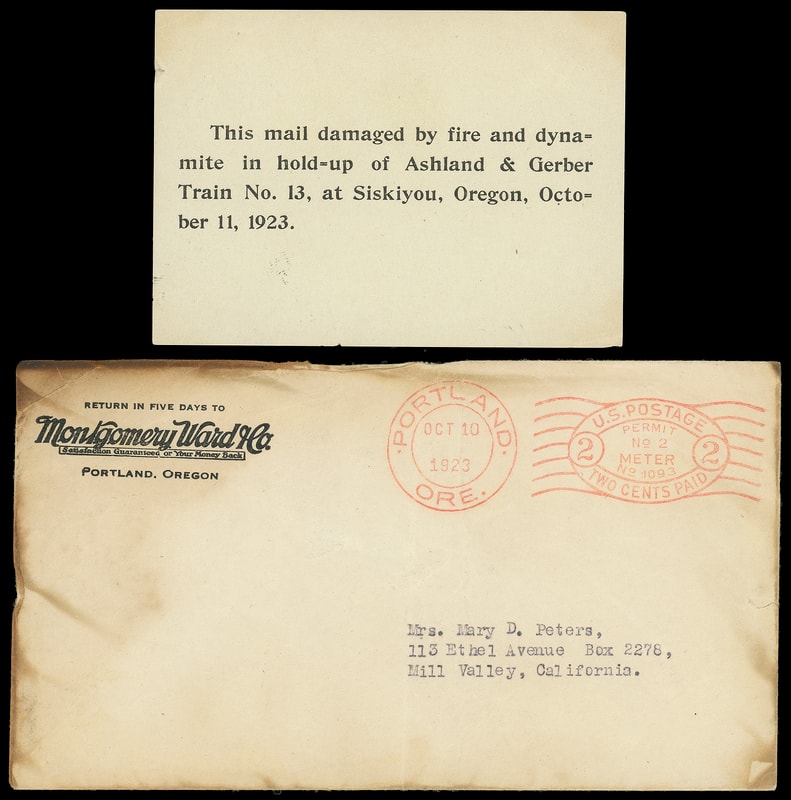 This mail damaged by fire and dyna=
mite in hold=up of Ashland & Gerber
Train No. 13, at Siskiyou, Oregon, Octo=
ber 11, 1923.
RETURN IN FIVE DAYS TO
Montgomery Ward & Co.
Satisfaction Guaranteed or Your Money Back
PORTLAND, OREGON
PORTLAND.
OCT 10
1923
ORE.
U.S. POSTAGE
PERMIT
No 2
2 METER 2
No 1093
TWO CENTS PAID
Mrs. Mary D. Peters,
113 Ethel Avenue Box 2278,
Mill Valley, California.